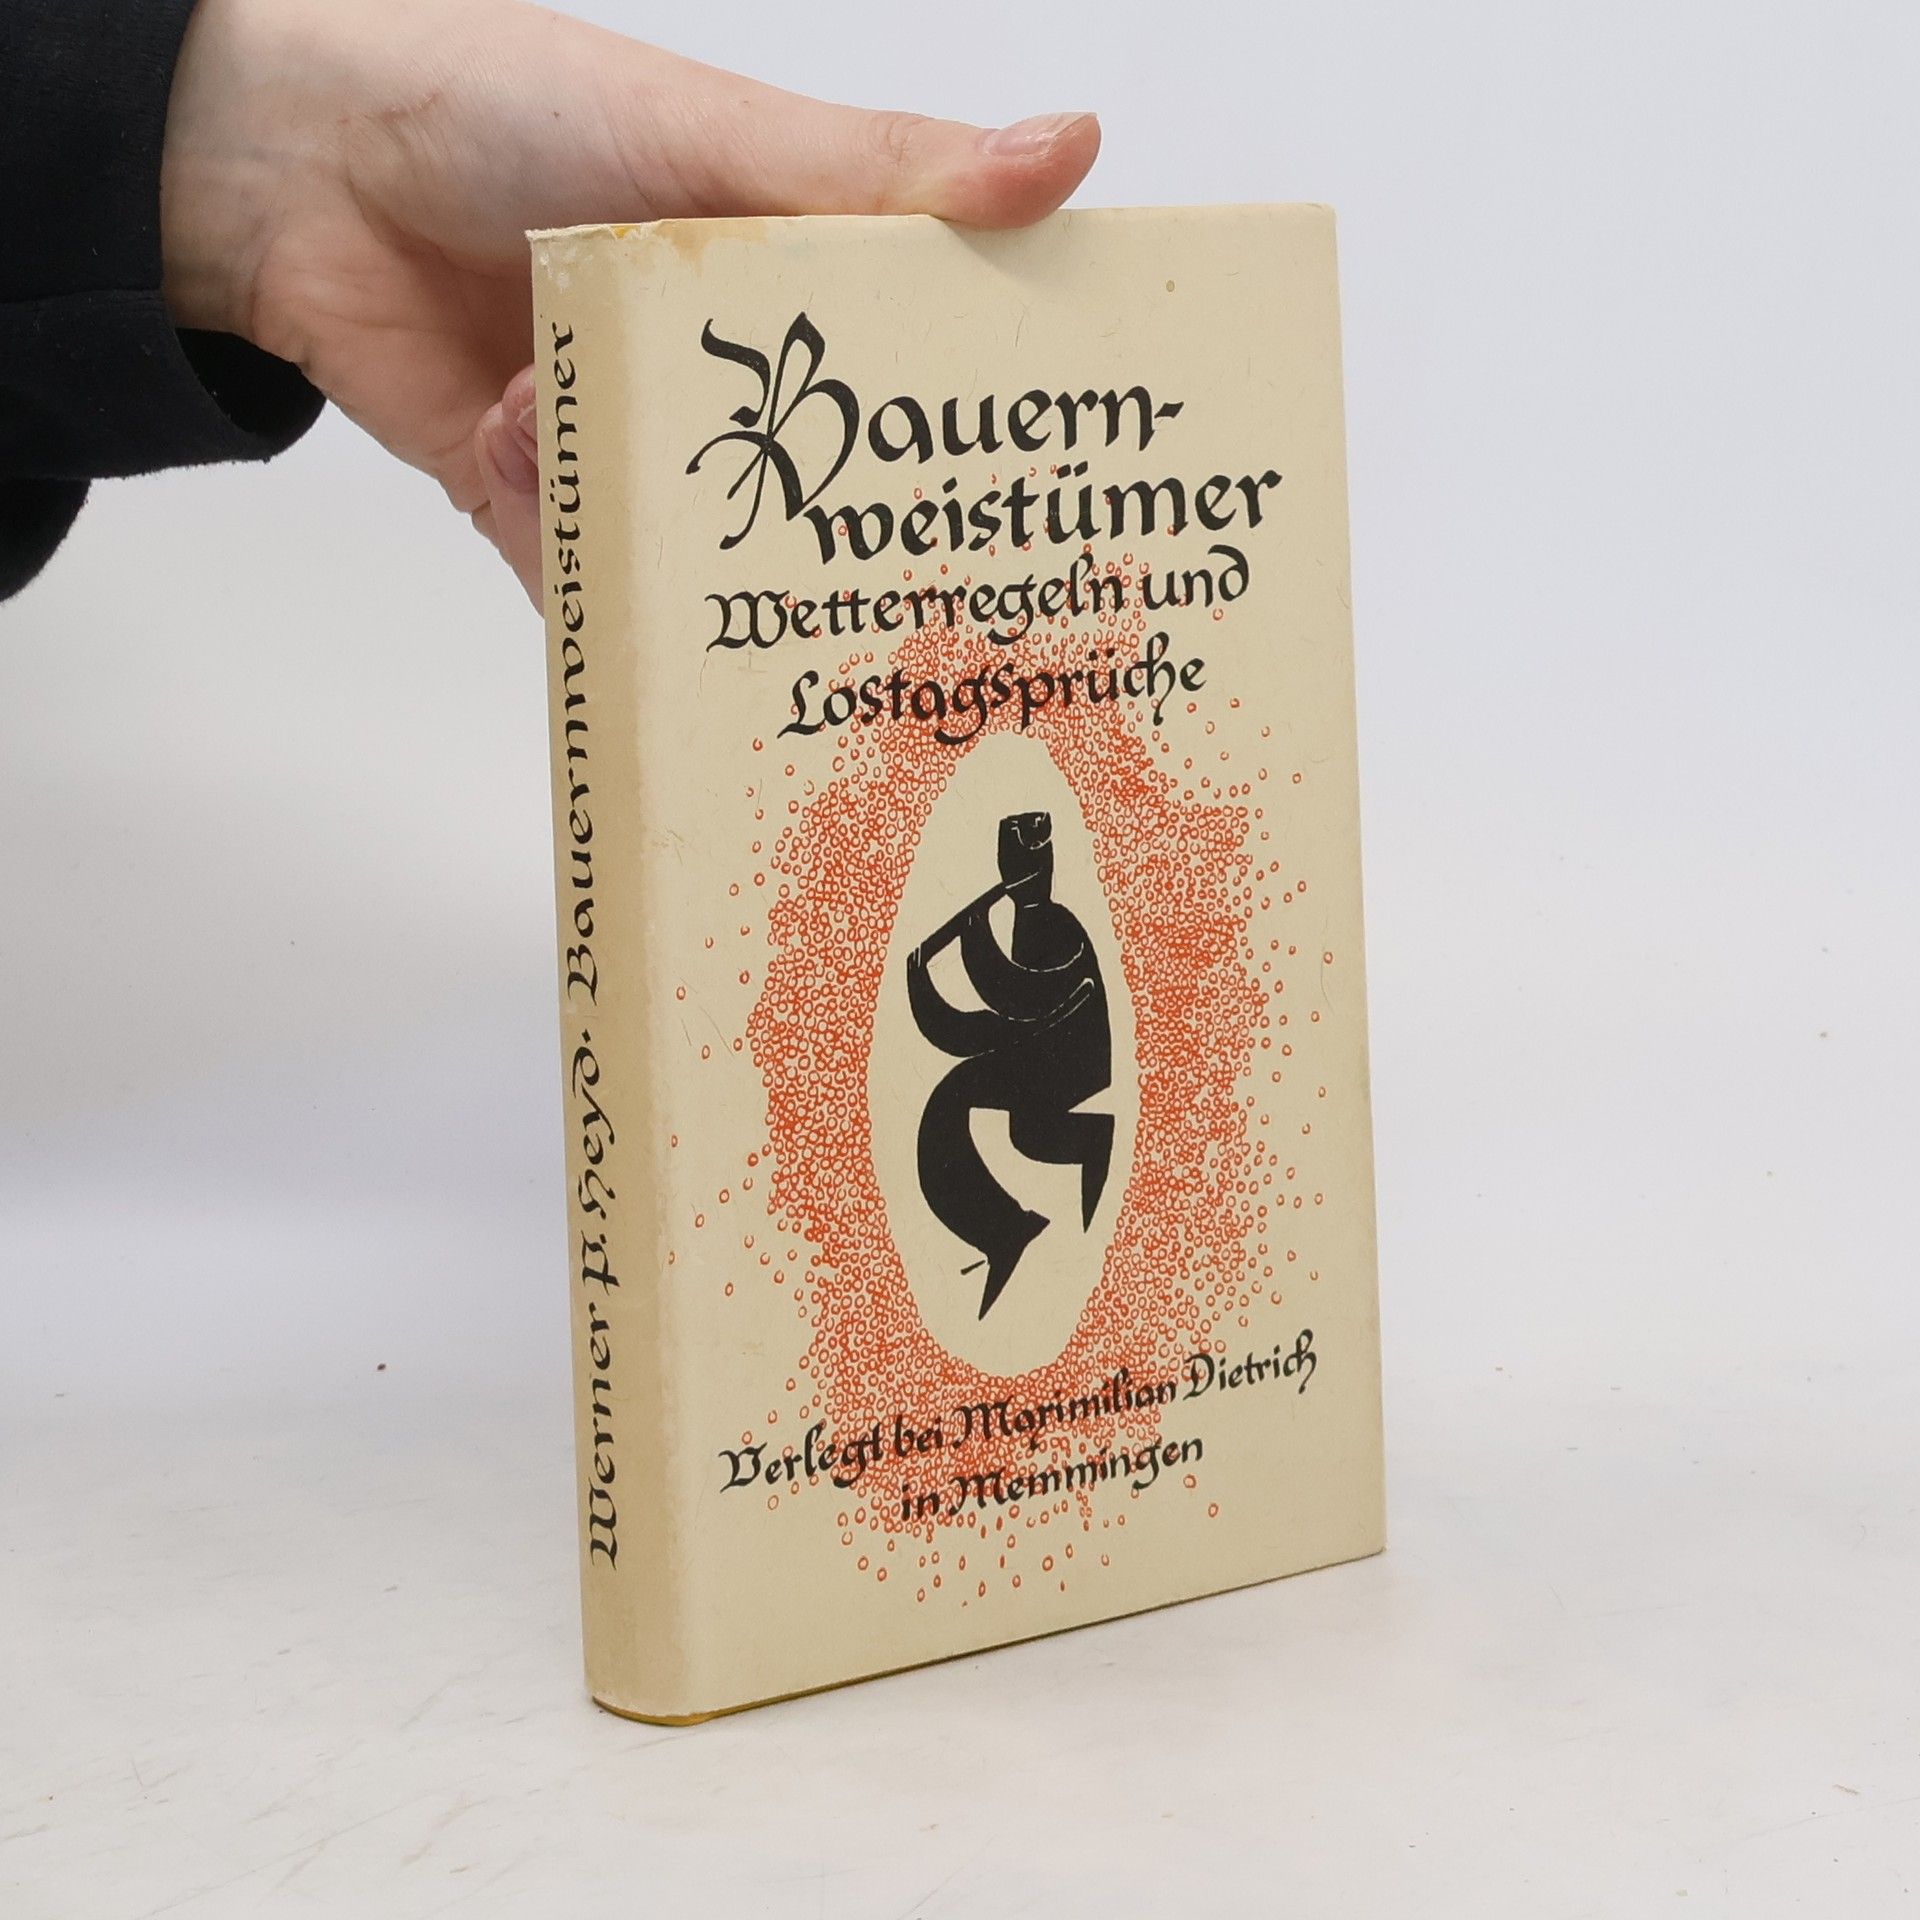 Bauern-
weistümer
Wetterregeln und
Lostagsprüche
Verlegt bei Maximilian Dietrich
in Memmingen
Werner P. Heyd. Bauernweistümer